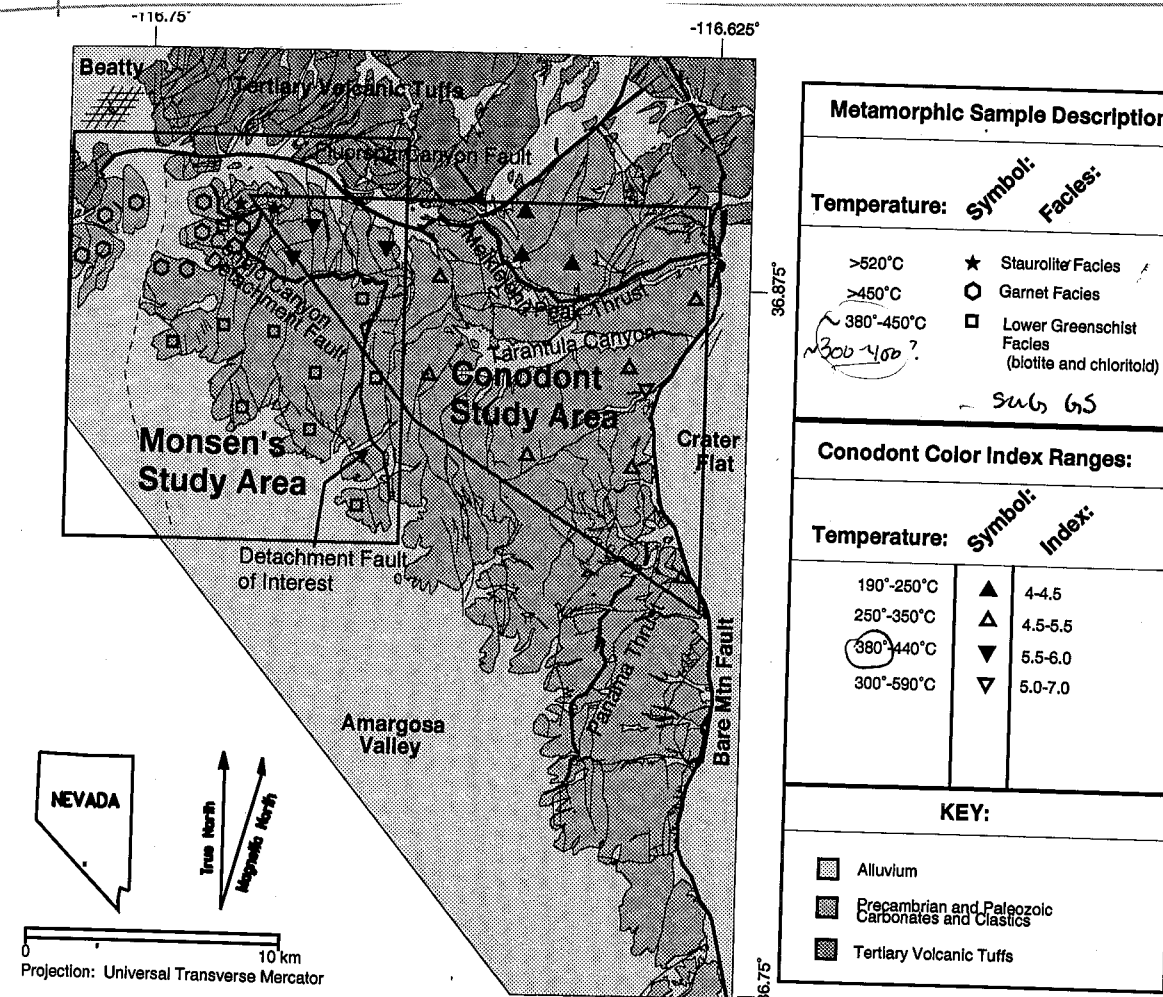 -116.75°
-116.625°
Beatty
Tertiary Volcanic Tuffs
Fluorspar Canyon Fault
Meiklejohn Peak Thrust
36.875°
Canyon
Detachment Fault
Tarantula Canyon
Conodont
Study Area
Monsen's
Study Area
Crater
Flat
Detachment Fault
of Interest
Panama Thrust
Bare Mtn Fault
Amargosa
Valley
NEVADA
True North
Magnetic North
0
10 km
Projection: Universal Transverse Mercator
36.75°
Metamorphic Sample Description
Temperature: Symbol: Facies:
>520°C Staurolite Facies
>450°C Garnet Facies
~ 380°-450°C Lower Greenschist
Facies
(biotite and chloritoid)
~300-400?
- sub GS
Conodont Color Index Ranges:
Temperature: Symbol: Index:
190°-250°C 4-4.5
250°-350°C 4.5-5.5
380°-440°C 5.5-6.0
300°-590°C 5.0-7.0
KEY:
Alluvium
Precambrian and Paleozoic
Carbonates and Clastics
Tertiary Volcanic Tuffs